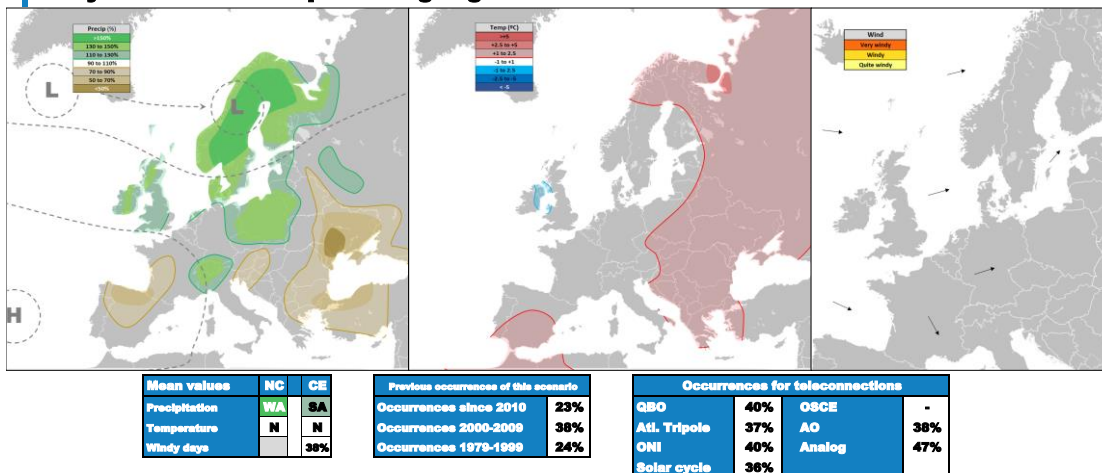 Precip (%)
>150%
130 to 150%
110 to 130%
90 to 110%
70 to 90%
50 to 70%
<50%
L
L
H
Temp (ºC)
>+5
+2.5 to +5
+1 to 2.5
-1 to +1
-1 to 2.5
-2.5 to -5
< -5
Wind
Very windy
Windy
Quite windy
Mean values NC CE
Precipitation WA SA
Temperature N N
Windy days 38%
Previous occurrences of this scenario
Occurrences since 2010 23%
Occurrences 2000-2009 38%
Occurrences 1979-1999 24%
Occurrences for teleconnections
QBO 40% OSCE -
Atl. Tripole 37% AO 38%
ONI 40% Analog 47%
Solar cycle 36%